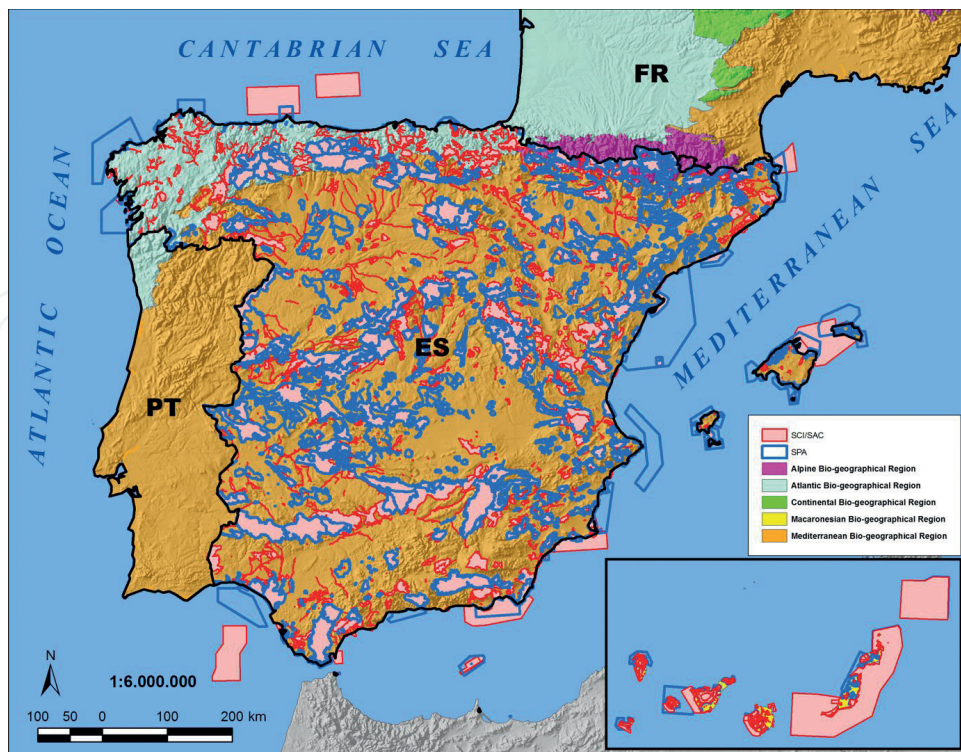 CANTABRIAN SEA
FR
ATLANTIC OCEAN
MEDITERRANEAN SEA
ES
PT
SCI/SAC
SPA
Alpine Bio-geographical Region
Atlantic Bio-geographical Region
Continental Bio-geographical Region
Macaronesian Bio-geographical Region
Mediterranean Bio-geographical Region
N
1:6.000.000
100 50 0 100 200 km